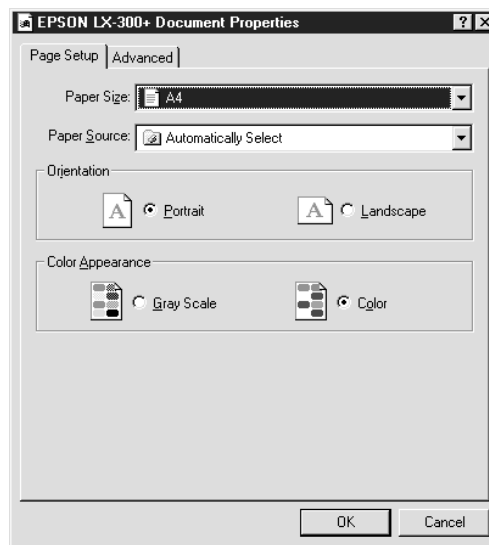 EPSON LX-300+ Document Properties
Page Setup Advanced
Paper Size: A4
Paper Source: Automatically Select
Orientation
A Portrait A Landscape
Color Appearance
Gray Scale Color
OK Cancel